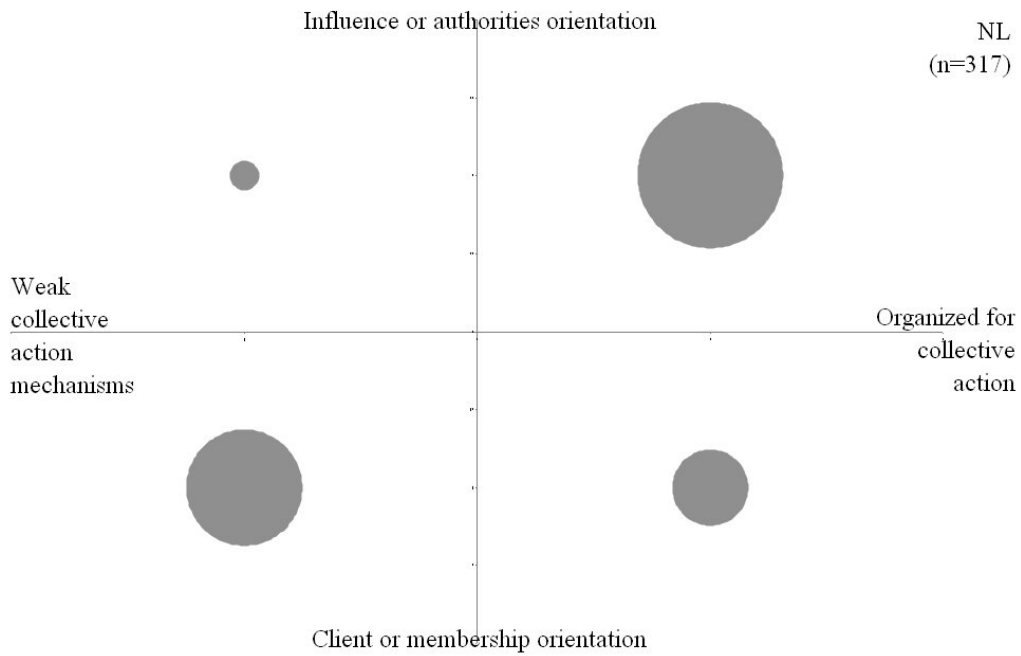 Influence or authorities orientation
NL
(n=317)
Weak
collective
action
mechanisms
Organized for
collective
action
Client or membership orientation